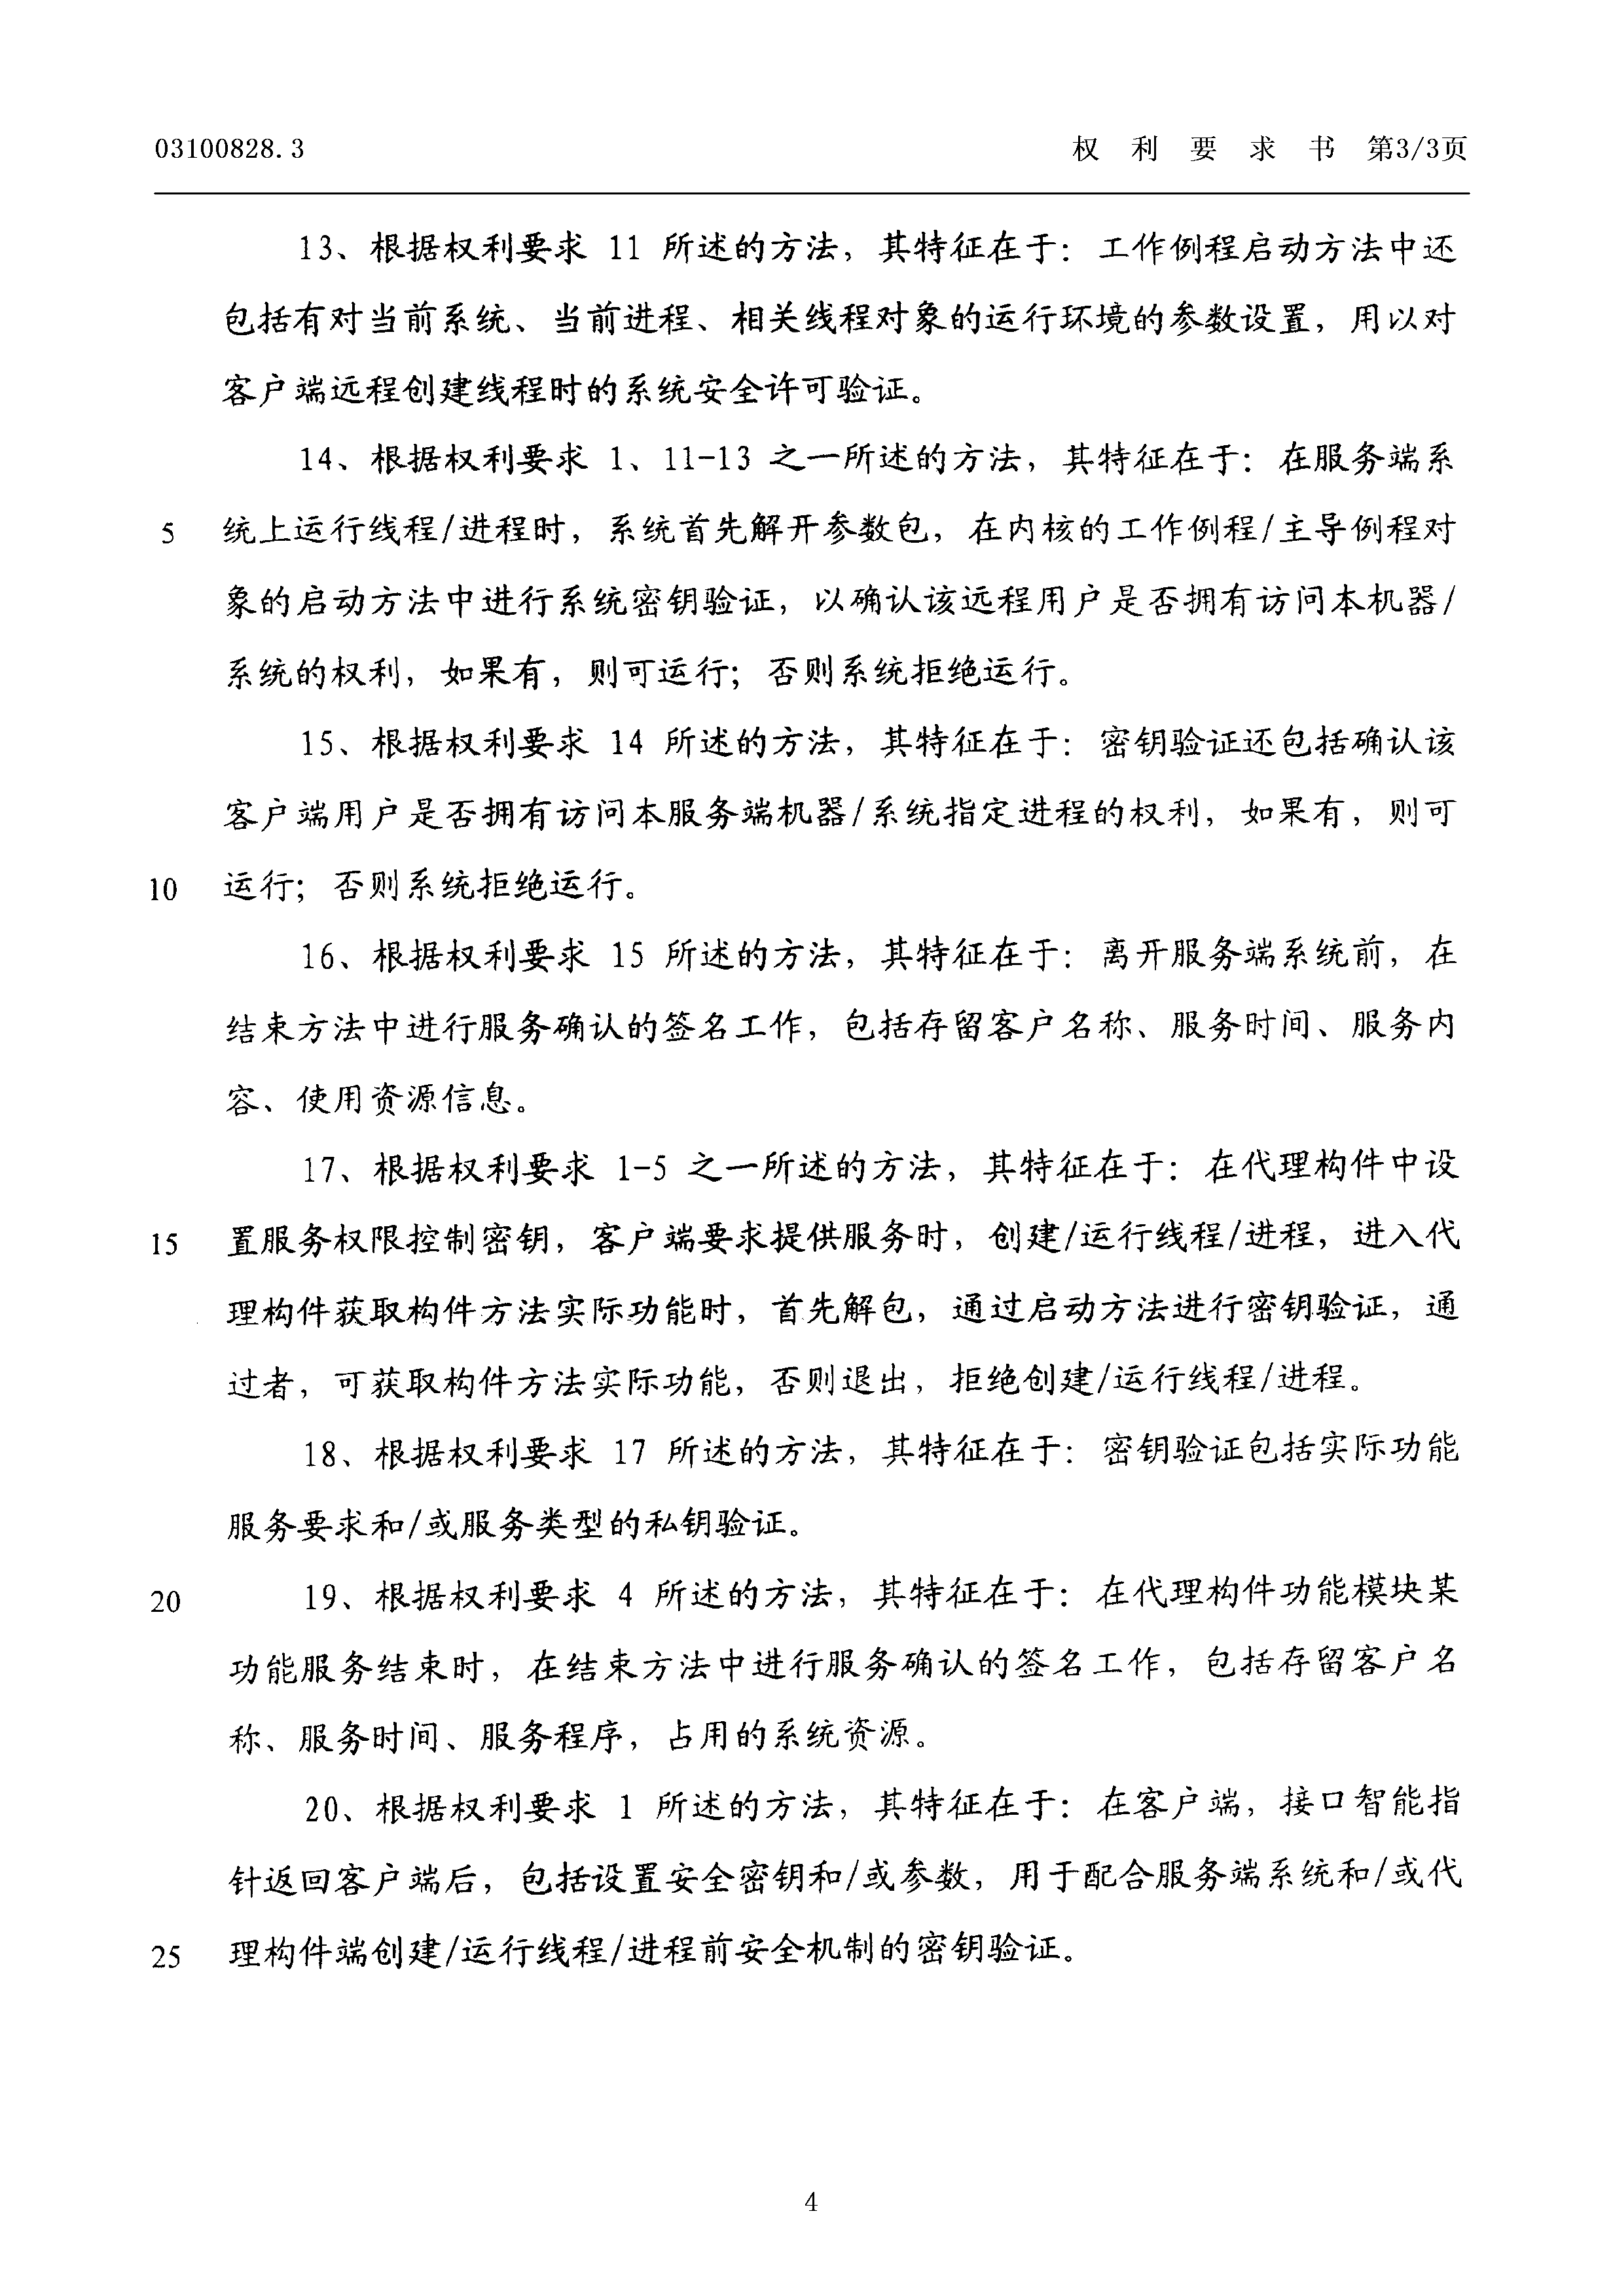 03100828.3 权 利 要 求 书 第3/3页
13、根据权利要求 11 所述的方法，其特征在于：工作例程启动方法中还
包括有对当前系统、当前进程、相关线程对象的运行环境的参数设置，用以对
客户端远程创建线程时的系统安全许可验证。
14、根据权利要求 1、11-13 之一所述的方法，其特征在于：在服务端系
5 统上运行线程/进程时，系统首先解开参数包，在内核的工作例程/主导例程对
象的启动方法中进行系统密钥验证，以确认该远程用户是否拥有访问本机器/
系统的权利，如果有，则可运行；否则系统拒绝运行。
15、根据权利要求 14 所述的方法，其特征在于：密钥验证还包括确认该
客户端用户是否拥有访问本服务端机器/系统指定进程的权利，如果有，则可
10 运行；否则系统拒绝运行。
16、根据权利要求 15 所述的方法，其特征在于：离开服务端系统前，在
结束方法中进行服务确认的签名工作，包括存留客户名称、服务时间、服务内
容、使用资源信息。
17、根据权利要求 1-5 之一所述的方法，其特征在于：在代理构件中设
15 置服务权限控制密钥，客户端要求提供服务时，创建/运行线程/进程，进入代
理构件获取构件方法实际功能时，首先解包，通过启动方法进行密钥验证，通
过者，可获取构件方法实际功能，否则退出，拒绝创建/运行线程/进程。
18、根据权利要求 17 所述的方法，其特征在于：密钥验证包括实际功能
服务要求和/或服务类型的私钥验证。
20 19、根据权利要求 4 所述的方法，其特征在于：在代理构件功能模块某
功能服务结束时，在结束方法中进行服务确认的签名工作，包括存留客户名
称、服务时间、服务程序，占用的系统资源。
20、根据权利要求 1 所述的方法，其特征在于：在客户端，接口智能指
针返回客户端后，包括设置安全密钥和/或参数，用于配合服务端系统和/或代
25 理构件端创建/运行线程/进程前安全机制的密钥验证。
4